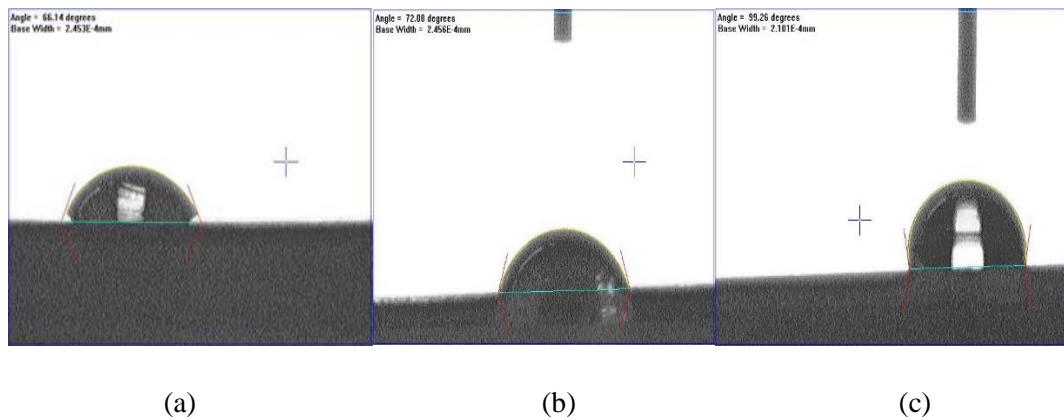 Angle = 66.14 degrees
Base Width = 2.453E-4mm
Angle = 72.08 degrees
Base Width = 2.456E-4mm
Angle = 99.26 degrees
Base Width = 2.101E-4mm
(a)
(b)
(c)